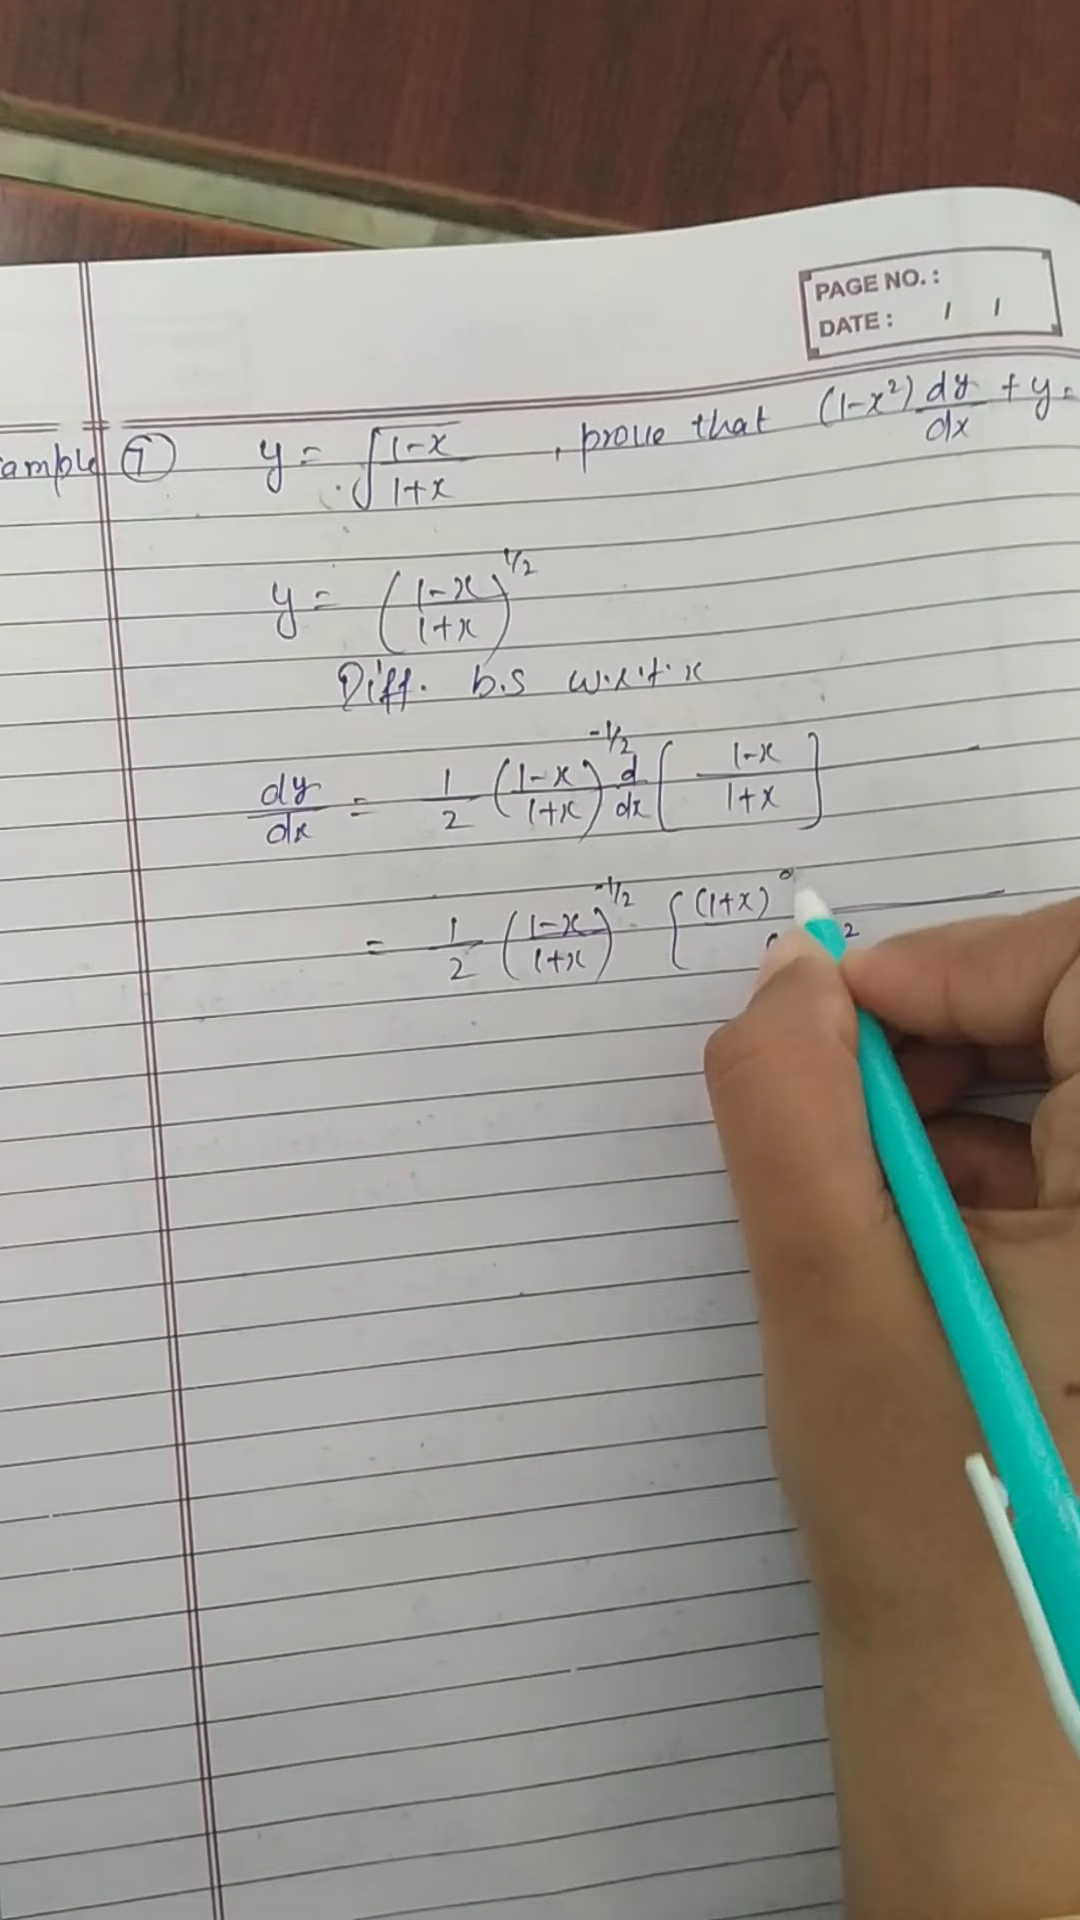 PAGE NO. :
DATE : / /
ample ⑦ y = √(1-x)/(1+x) , prove that (1-x²) dy/dx + y =
y = ((1-x)/(1+x))^1/2
Diff. b.s w.r.t. x
dy/dx = 1/2 ((1-x)/(1+x))^-1/2 d/dx [ (1-x)/(1+x) ]
= 1/2 ((1-x)/(1+x))^-1/2 · [ (1+x)
2